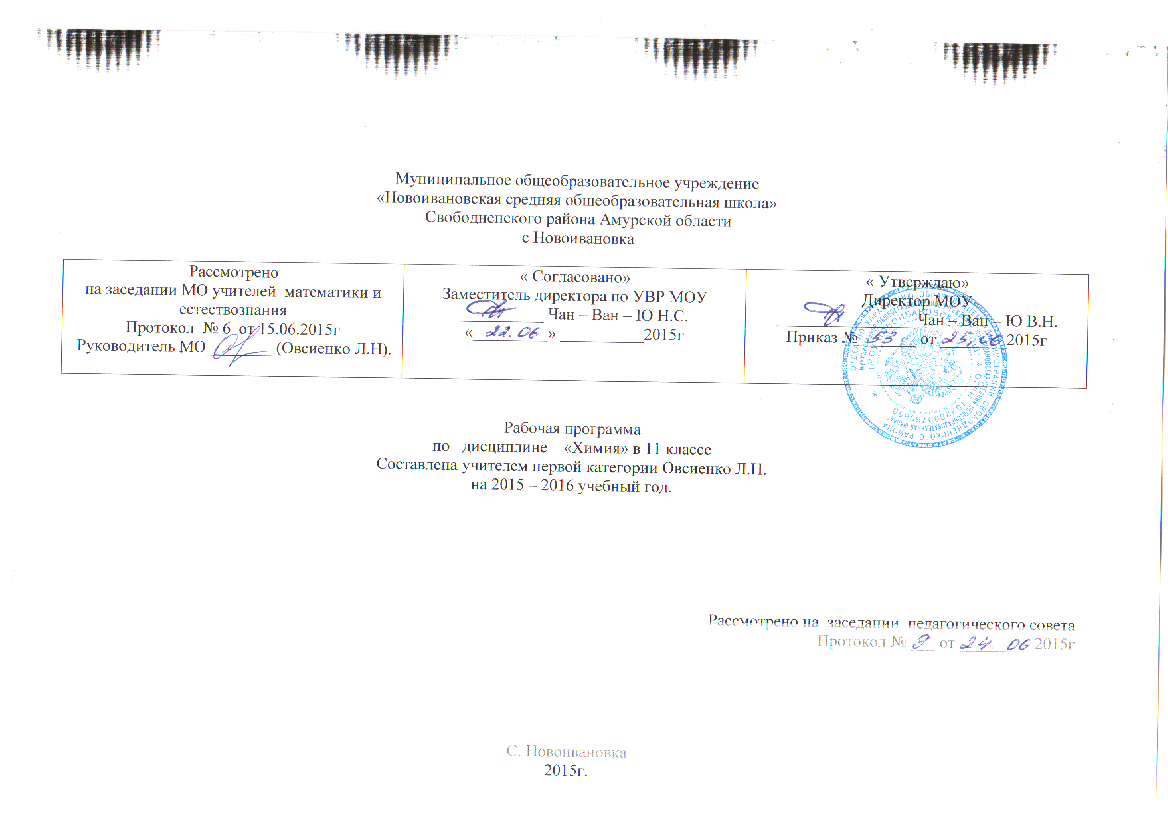 Муниципальное общеобразовательное учреждение
«Новоивановская средняя общеобразовательная школа»
Свободненского района Амурской области
с Новоивановка
Рассмотрено
на заседании МО учителей математики и
естествознания
Протокол № 6 от 15.06.2015г
Руководитель МО ________ (Овсиенко Л.Н).
« Согласовано»
Заместитель директора по УВР МОУ
__________ Чан – Ван – Ю Н.С.
« 22.06 » ___________2015г
« Утверждаю»
Директор МОУ
________________ Чан – Ван – Ю В.Н.
Приказ № 53 от 25.06 2015г
Рабочая программа
по дисциплине «Химия» в 11 классе
Составлена учителем первой категории Овсиенко Л.Н.
на 2015 – 2016 учебный год.
Рассмотрено на заседании педагогического совета
Протокол № 9 от 24 06 2015г
С. Новоивановка
2015г.